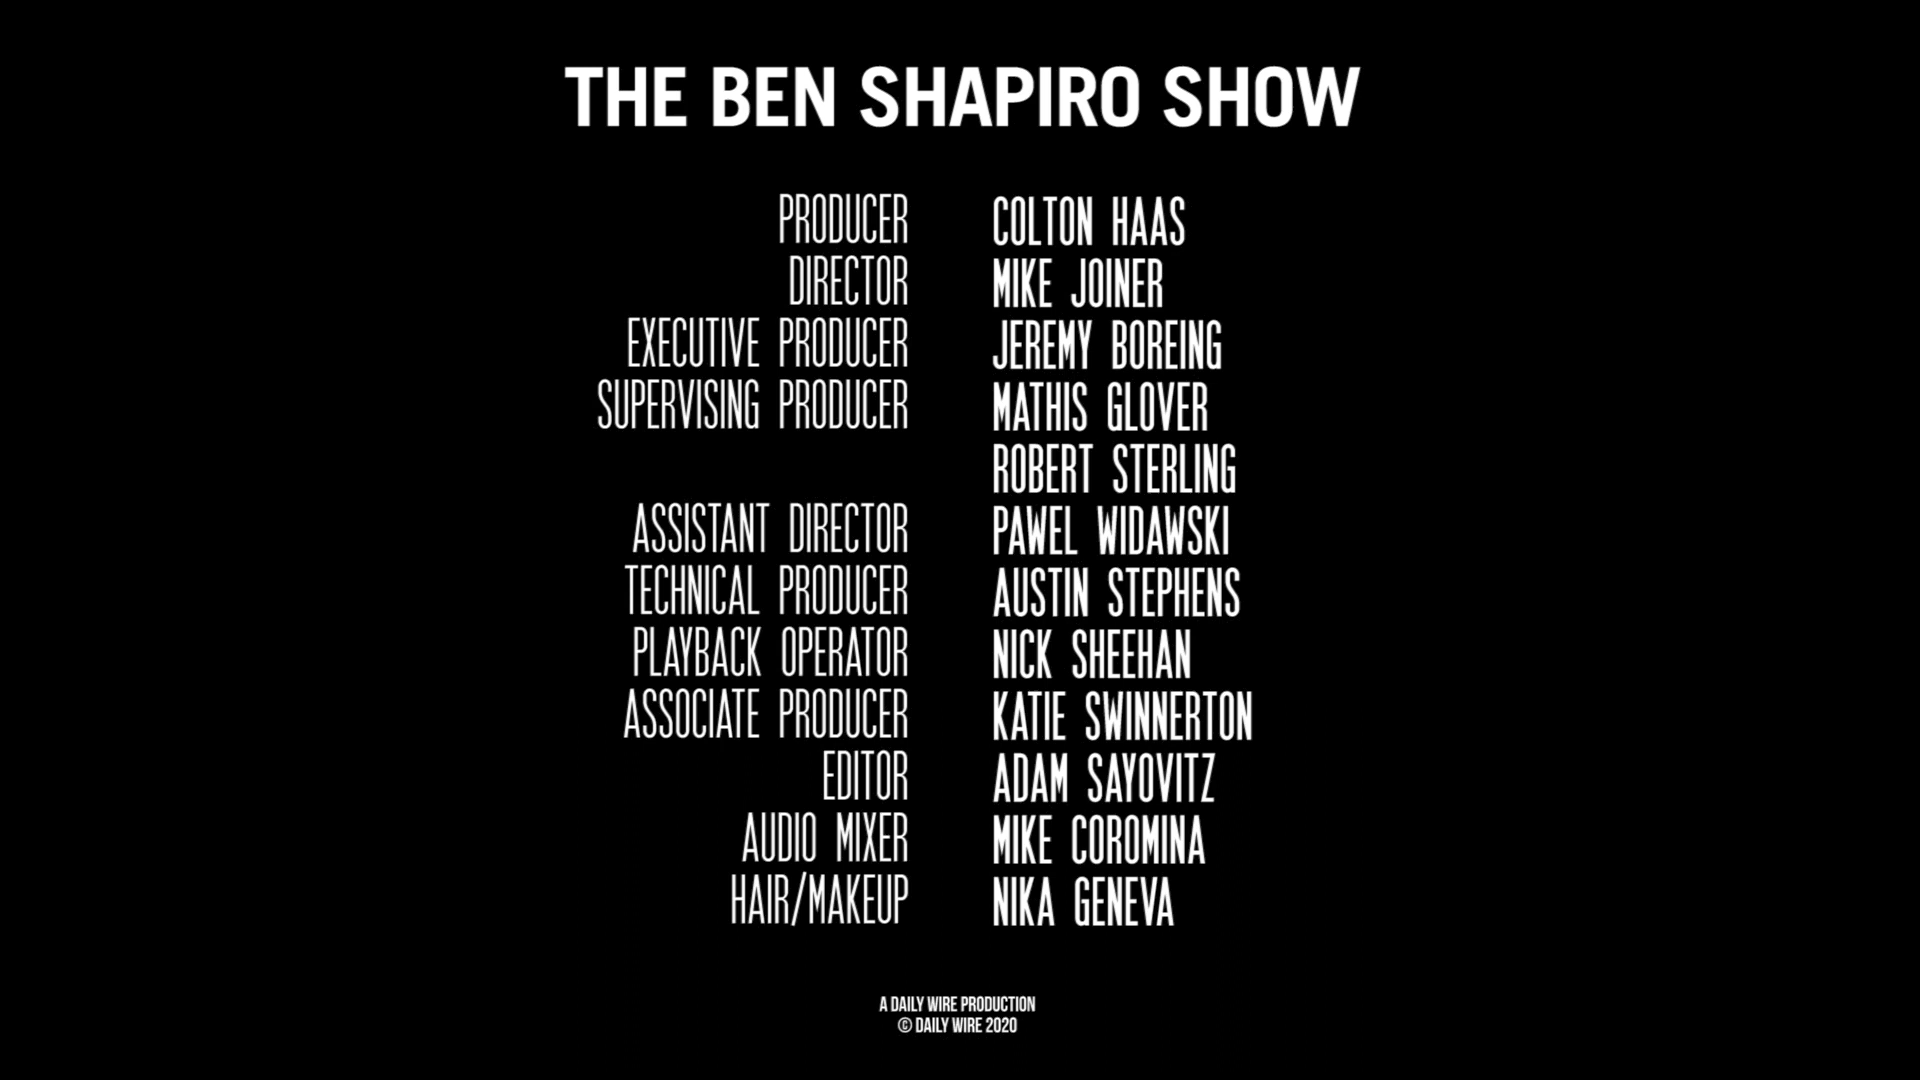 THE BEN SHAPIRO SHOW
PRODUCER COLTON HAAS
DIRECTOR MIKE JOINER
EXECUTIVE PRODUCER JEREMY BOREING
SUPERVISING PRODUCER MATHIS GLOVER
ROBERT STERLING
ASSISTANT DIRECTOR PAWEL WIDAWSKI
TECHNICAL PRODUCER AUSTIN STEPHENS
PLAYBACK OPERATOR NICK SHEEHAN
ASSOCIATE PRODUCER KATIE SWINNERTON
EDITOR ADAM SAYOVITZ
AUDIO MIXER MIKE COROMINA
HAIR/MAKEUP NIKA GENEVA
A DAILY WIRE PRODUCTION
© DAILY WIRE 2020